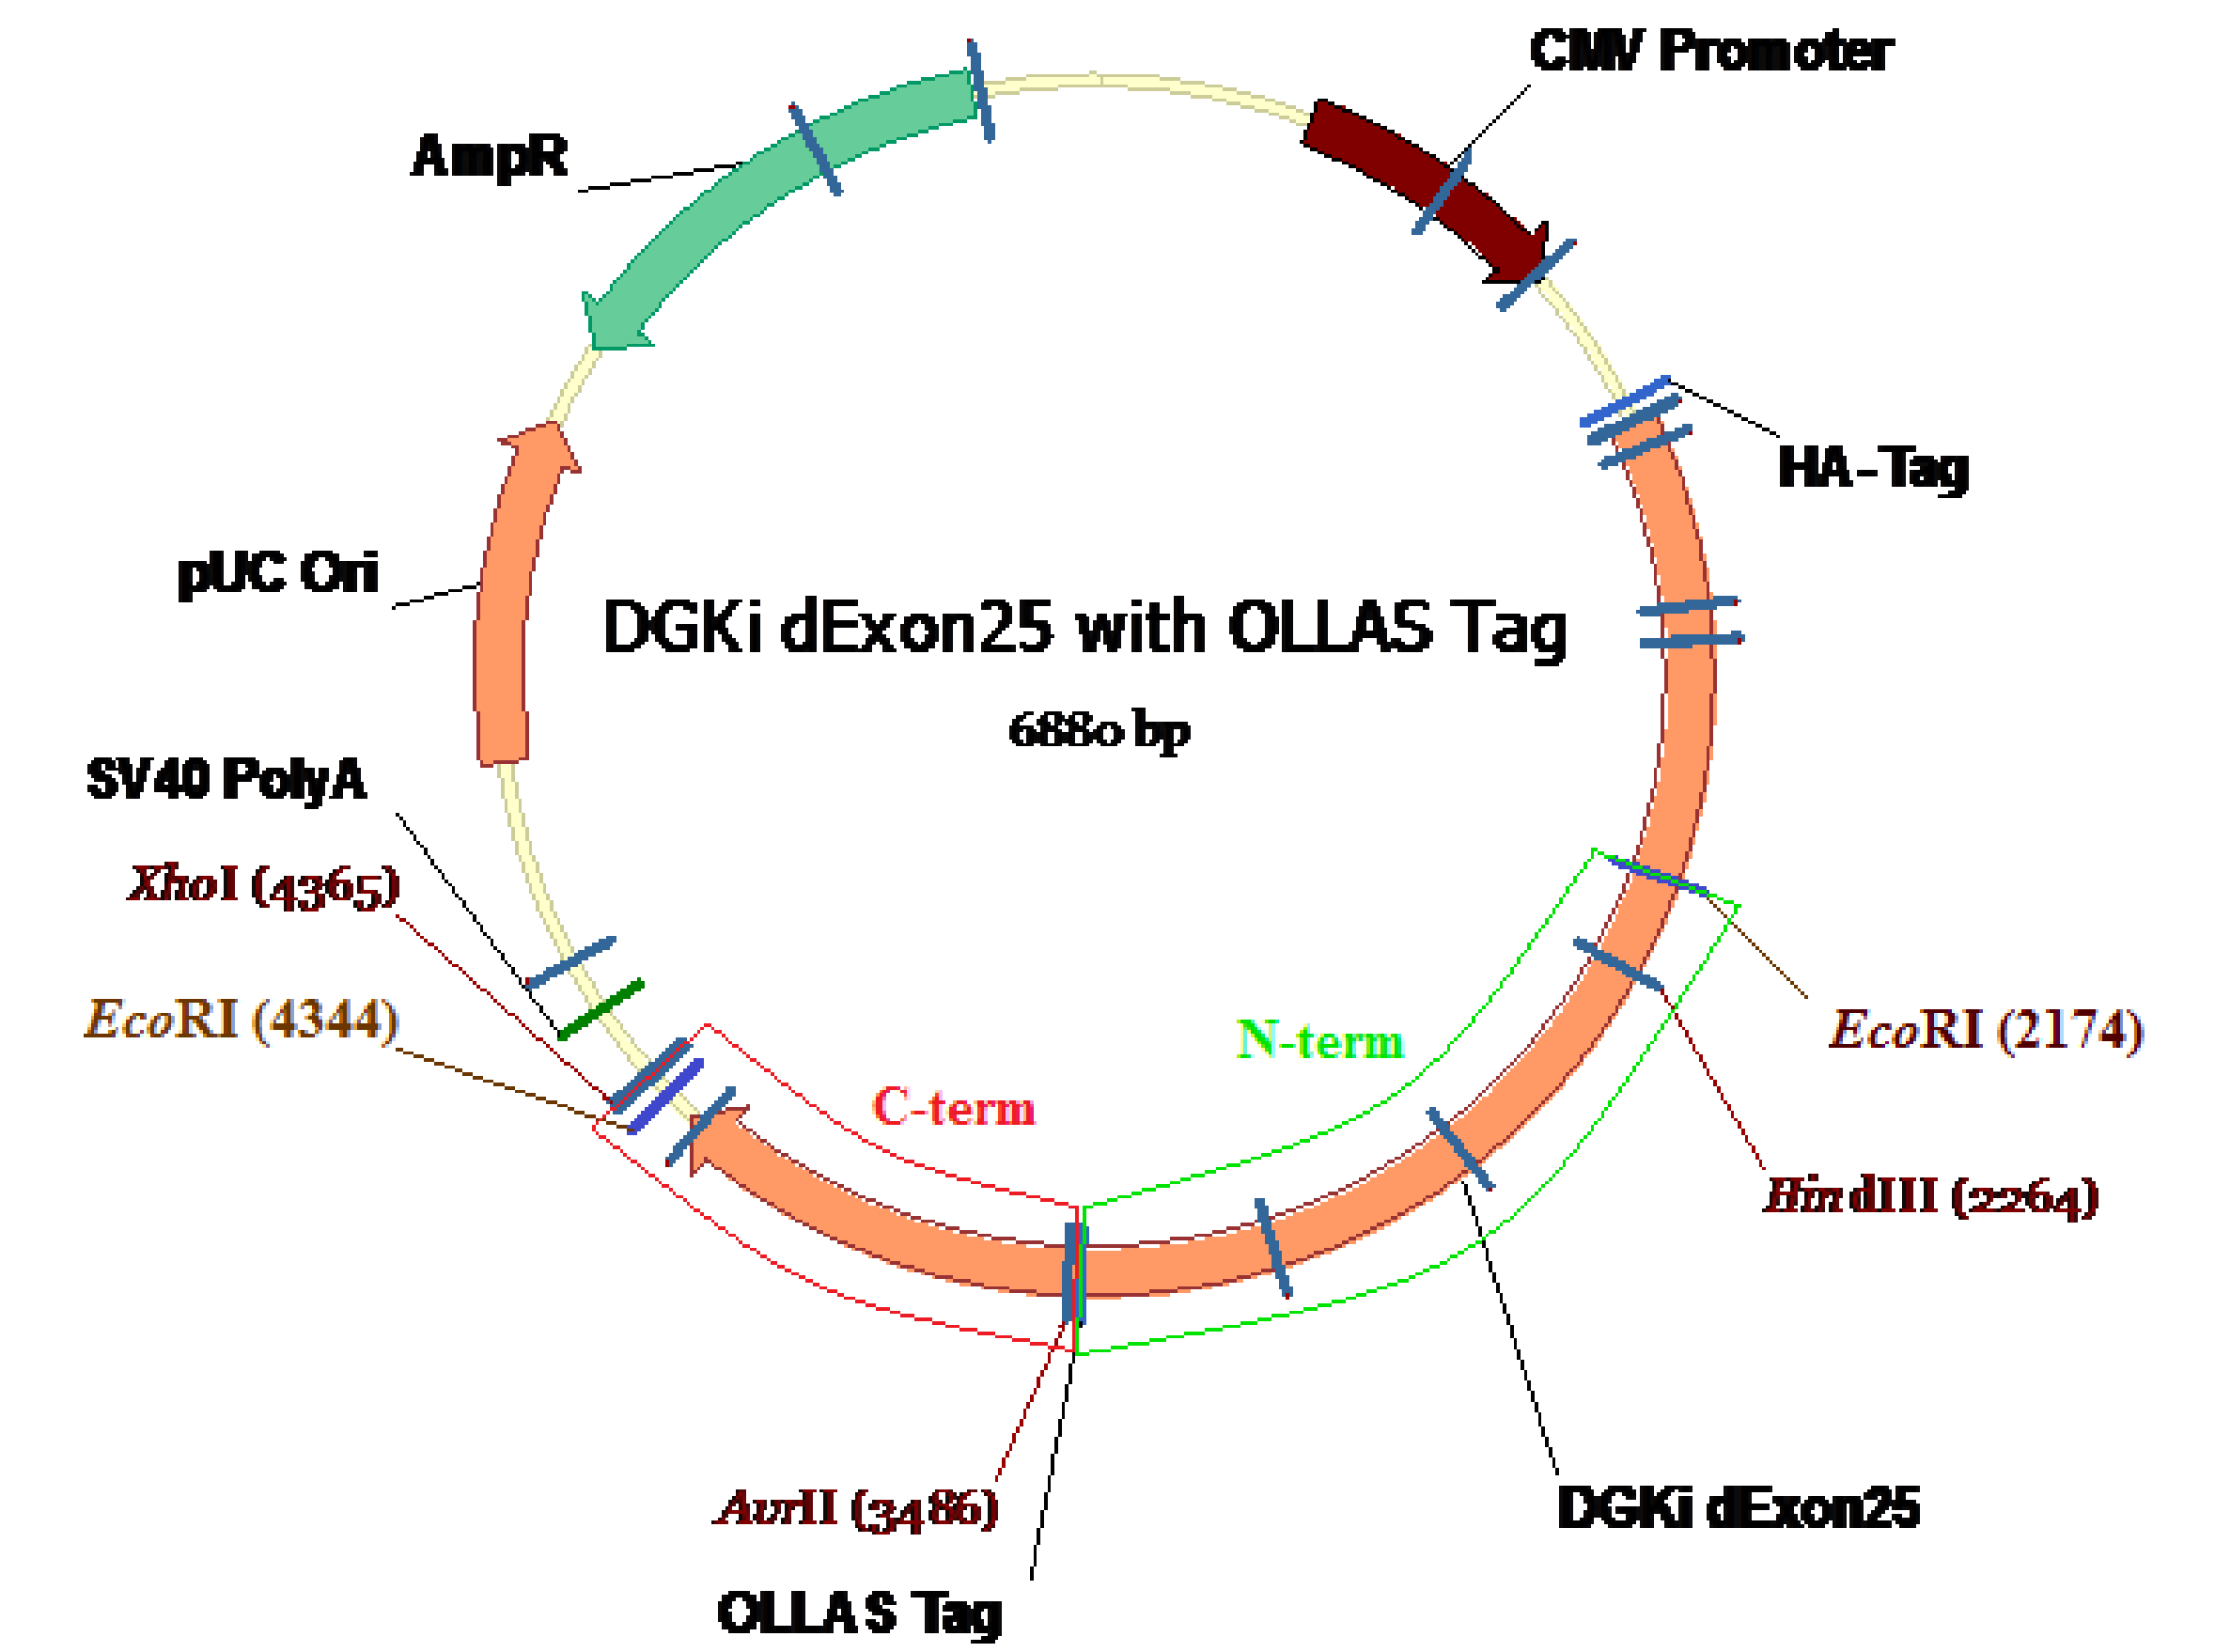 CMV Promoter
AmpR
HA-Tag
pUC Ori
DGKi dExon25 with OLLAS Tag
6880 bp
SV40 PolyA
XhoI (4365)
EcoRI (4344)
N-term
EcoRI (2174)
C-term
HindIII (2264)
AvrII (3486)
DGKi dExon25
OLLAS Tag